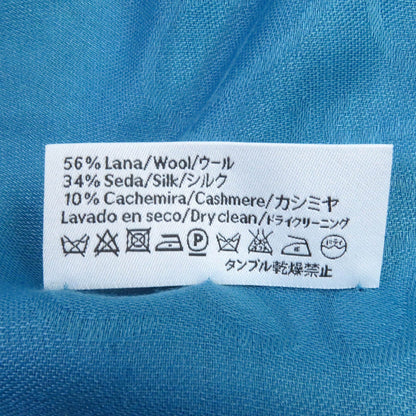 56% Lana/Wool/ウール
34% Seda/Silk/シルク
10% Cachemira/Cashmere/カシミヤ
Lavado en seco/Dryclean/ドライクリーニング
P
タンブル乾燥禁止